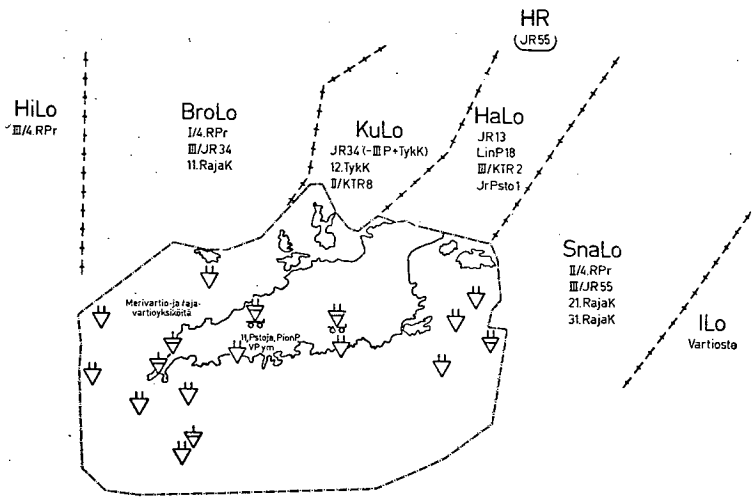 HR
JR55
HiLo
III/4.RPr
BroLo
I/4.RPr
III/JR34
11.RajaK
KuLo
JR34 (-III P+TykK)
12.TykK
II/KTR8
HaLo
JR13
LinP18
III/KTR2
JrPsto1
SnaLo
II/4.RPr
III/JR55
21.RajaK
31.RajaK
ILo
Vartiosto
Merivartio-ja raja-
vartioyksiköitä
Pstoja, PionP,
VP ym